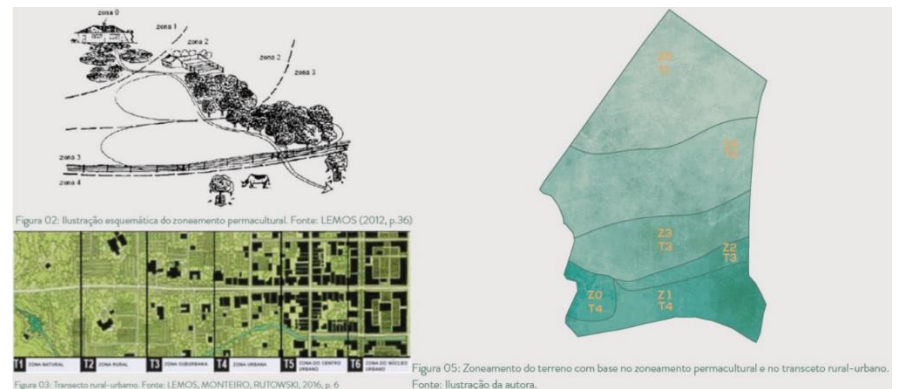 zona 0
zona 1
zona 2
zona 2
zona 3
zona 3
zona 4
Figura 02: Ilustração esquemática do zoneamento permacultural. Fonte: LEMOS (2012, p.36)
T1 ZONA NATURAL
T2 ZONA RURAL
T3 ZONA SUBURBANA
T4 ZONA URBANA
T5 ZONA DO CENTRO URBANO
T6 ZONA DO NÚCLEO URBANO
Figura 03: Transecto rural-urbano. Fonte: LEMOS, MONTEIRO, RUTOWSKI, 2016, p. 6
Z3
T3
Z2
T3
Z0
T4
Z1
T4
Figura 05: Zoneamento do terreno com base no zoneamento permacultural e no transceto rural-urbano.
Fonte: Ilustração da autora.